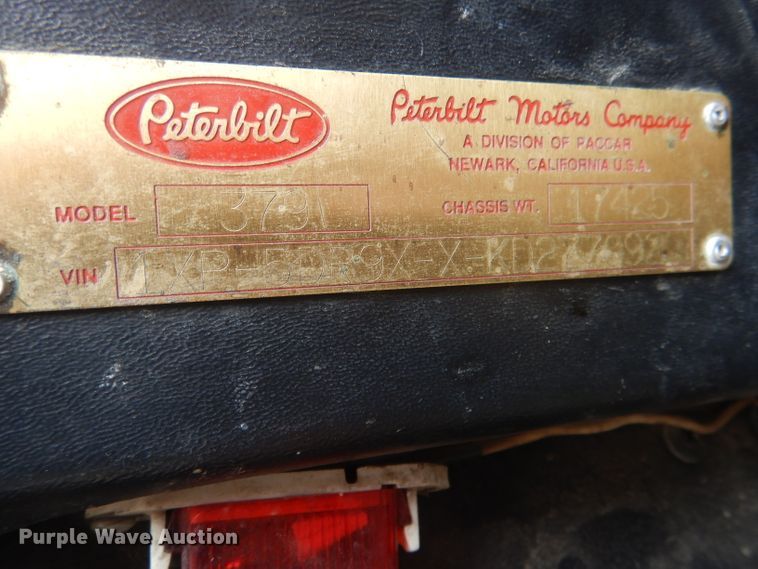 Peterbilt
Peterbilt Motors Company
A DIVISION OF PACCAR
NEWARK, CALIFORNIA U.S.A.
MODEL 379
CHASSIS WT. 17425
VIN
Purple Wave Auction